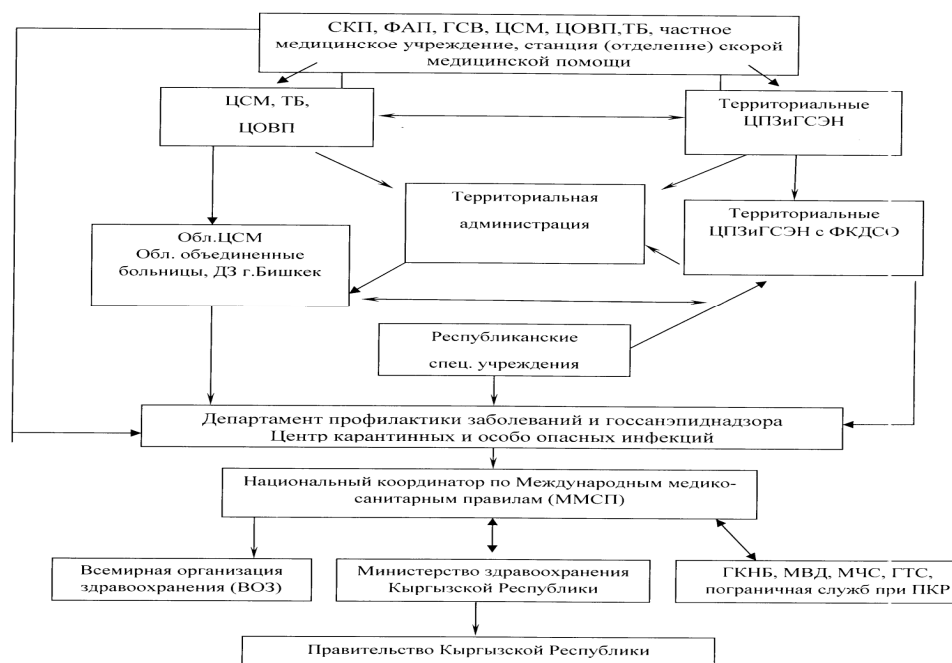 СКП, ФАП, ГСВ, ЦСМ, ЦОВП,ТБ, частное
медицинское учреждение, станция (отделение) скорой
медицинской помощи
ЦСМ, ТБ,
ЦОВП
Территориальные
ЦПЗиГСЭН
Территориальная
администрация
Территориальные
ЦПЗиГСЭН с ФКДСО
Обл.ЦСМ
Обл. объединенные
больницы, ДЗ г.Бишкек
Республиканские
спец. учреждения
Департамент профилактики заболеваний и госсанэпиднадзора
Центр карантинных и особо опасных инфекций
Национальный координатор по Международным медико-
санитарным правилам (ММСП)
Всемирная организация
здравоохранения (ВОЗ)
Министерство здравоохранения
Кыргызской Республики
ГКНБ, МВД, МЧС, ГТС,
пограничная служб при ПКР
Правительство Кыргызской Республики